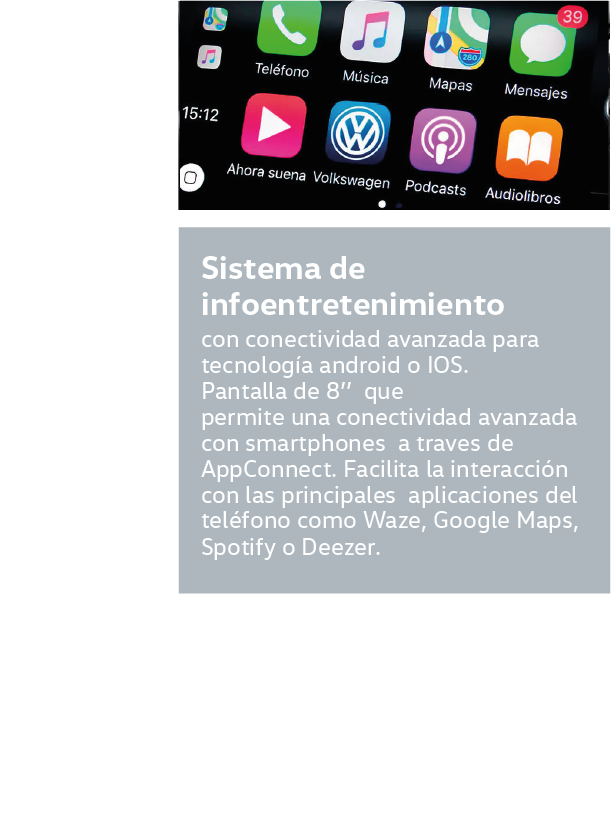 39
280
Teléfono Música Mapas Mensajes
15:12
Ahora suena Volkswagen Podcasts Audiolibros
Sistema de
infoentretenimiento
con conectividad avanzada para
tecnología android o IOS.
Pantalla de 8’’ que
permite una conectividad avanzada
con smartphones a traves de
AppConnect. Facilita la interacción
con las principales aplicaciones del
teléfono como Waze, Google Maps,
Spotify o Deezer.